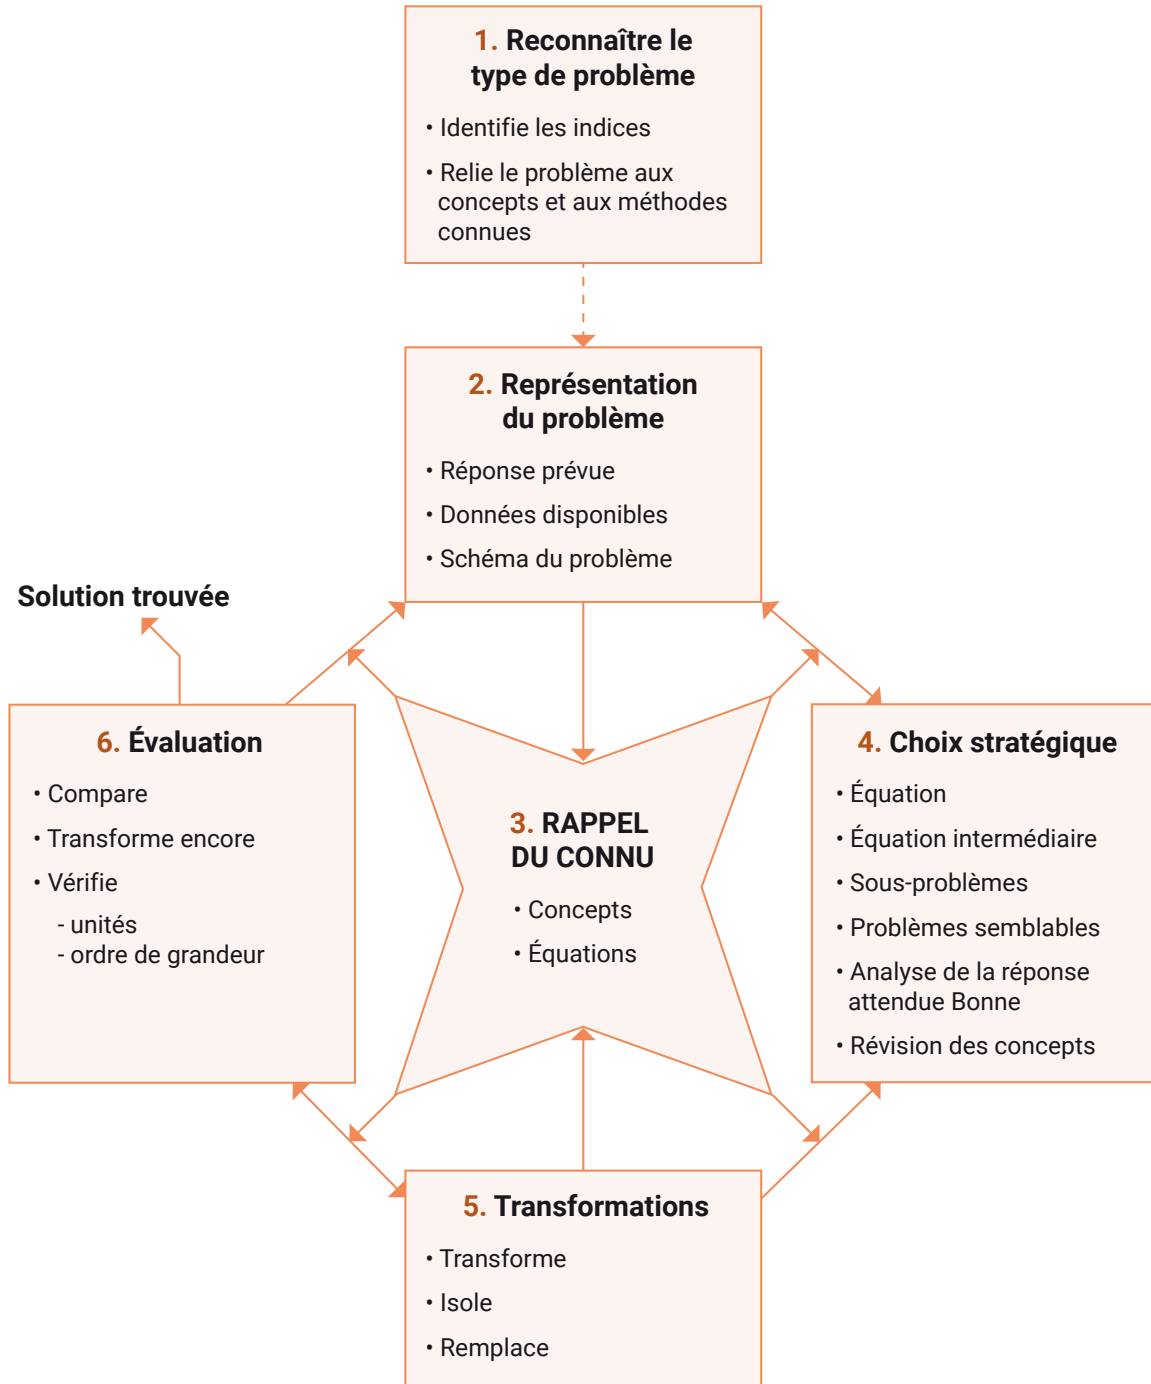 1. Reconnaître le
type de problème
• Identifie les indices
• Relie le problème aux
concepts et aux méthodes
connues
2. Représentation
du problème
• Réponse prévue
• Données disponibles
• Schéma du problème
Solution trouvée
6. Évaluation
• Compare
• Transforme encore
• Vérifie
- unités
- ordre de grandeur
3. RAPPEL
DU CONNU
• Concepts
• Équations
4. Choix stratégique
• Équation
• Équation intermédiaire
• Sous-problèmes
• Problèmes semblables
• Analyse de la réponse
attendue Bonne
• Révision des concepts
5. Transformations
• Transforme
• Isole
• Remplace